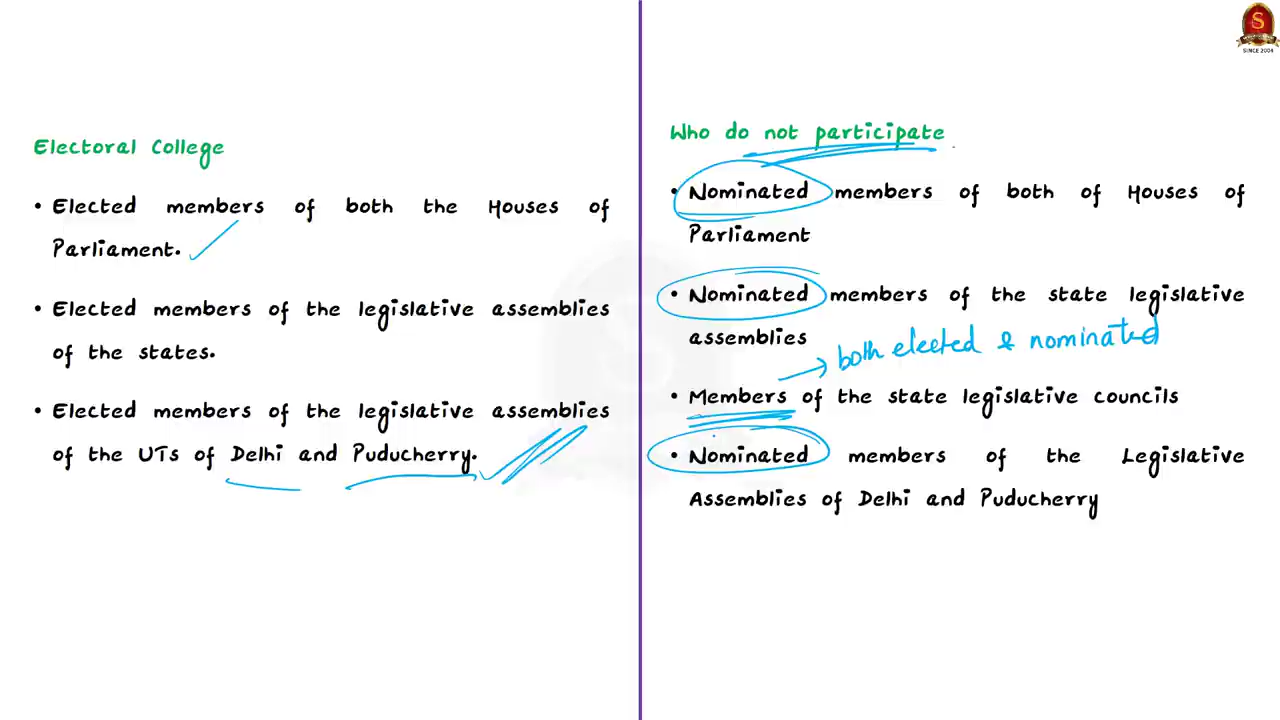 Electoral College
• Elected members of both the Houses of
Parliament.
• Elected members of the legislative assemblies
of the states.
• Elected members of the legislative assemblies
of the UTs of Delhi and Puducherry.
Who do not participate
• Nominated members of both of Houses of
Parliament
• Nominated members of the state legislative
assemblies
→ both elected & nominated
• Members of the state legislative councils
• Nominated members of the Legislative
Assemblies of Delhi and Puducherry
S
SINCE 2004